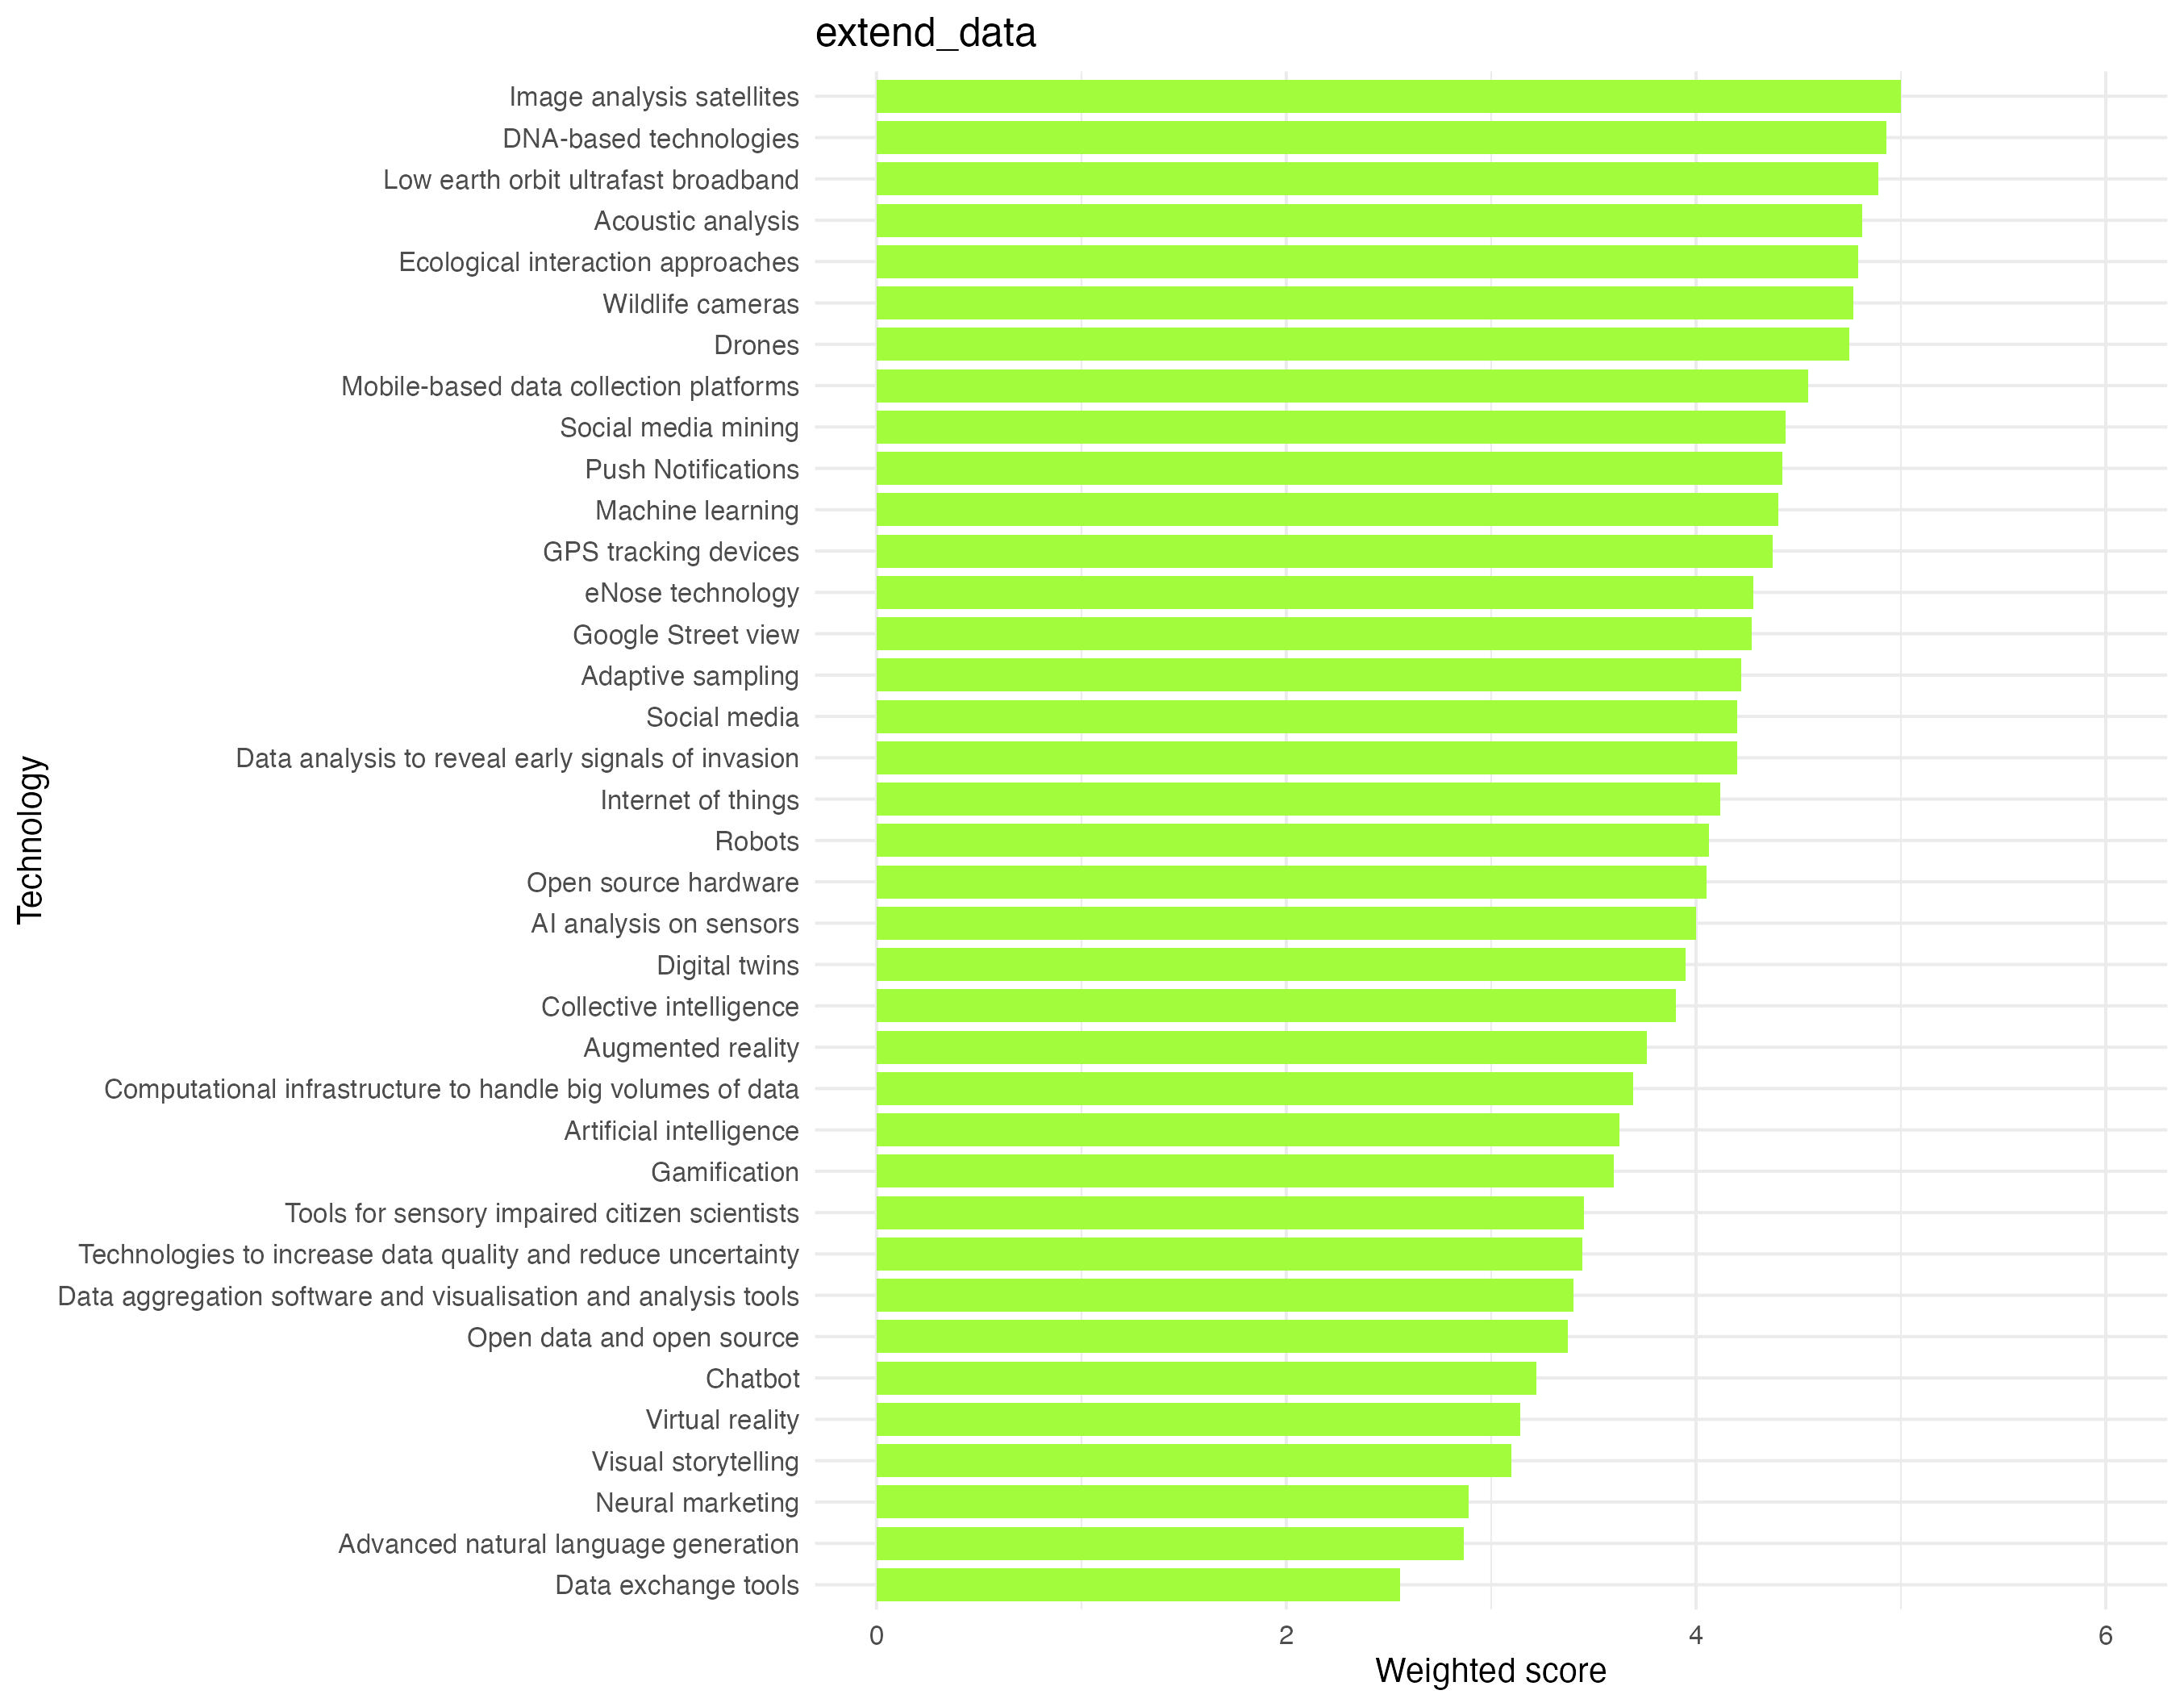 extend_data
Technology
Image analysis satellites
DNA-based technologies
Low earth orbit ultrafast broadband
Acoustic analysis
Ecological interaction approaches
Wildlife cameras
Drones
Mobile-based data collection platforms
Social media mining
Push Notifications
Machine learning
GPS tracking devices
eNose technology
Google Street view
Adaptive sampling
Social media
Data analysis to reveal early signals of invasion
Internet of things
Robots
Open source hardware
AI analysis on sensors
Digital twins
Collective intelligence
Augmented reality
Computational infrastructure to handle big volumes of data
Artificial intelligence
Gamification
Tools for sensory impaired citizen scientists
Technologies to increase data quality and reduce uncertainty
Data aggregation software and visualisation and analysis tools
Open data and open source
Chatbot
Virtual reality
Visual storytelling
Neural marketing
Advanced natural language generation
Data exchange tools
0 2 4 6
Weighted score